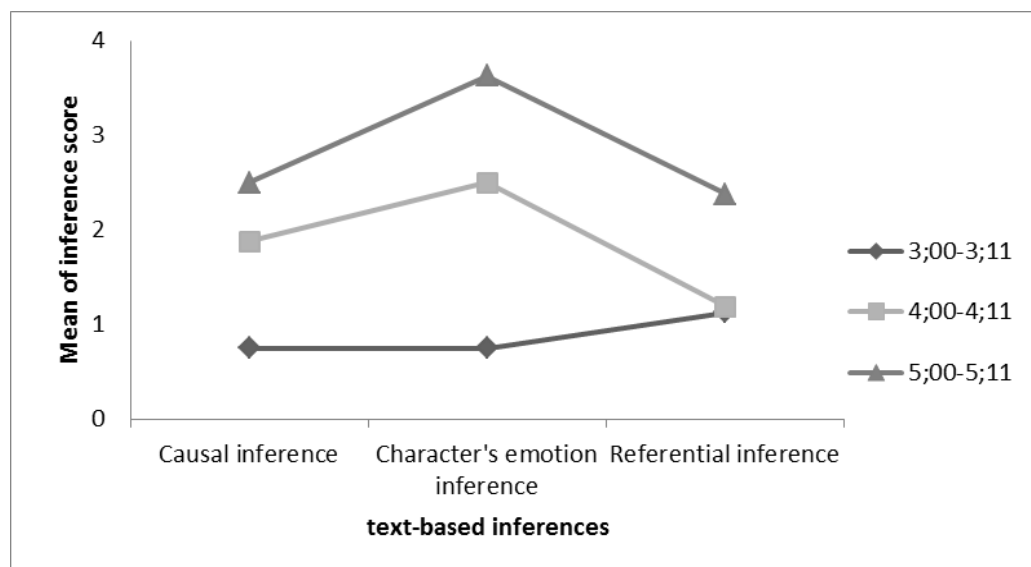 4
3
2
1
0
Mean of inference score
Causal inference
Character's emotion
inference
Referential inference
text-based inferences
3;00-3;11
4;00-4;11
5;00-5;11